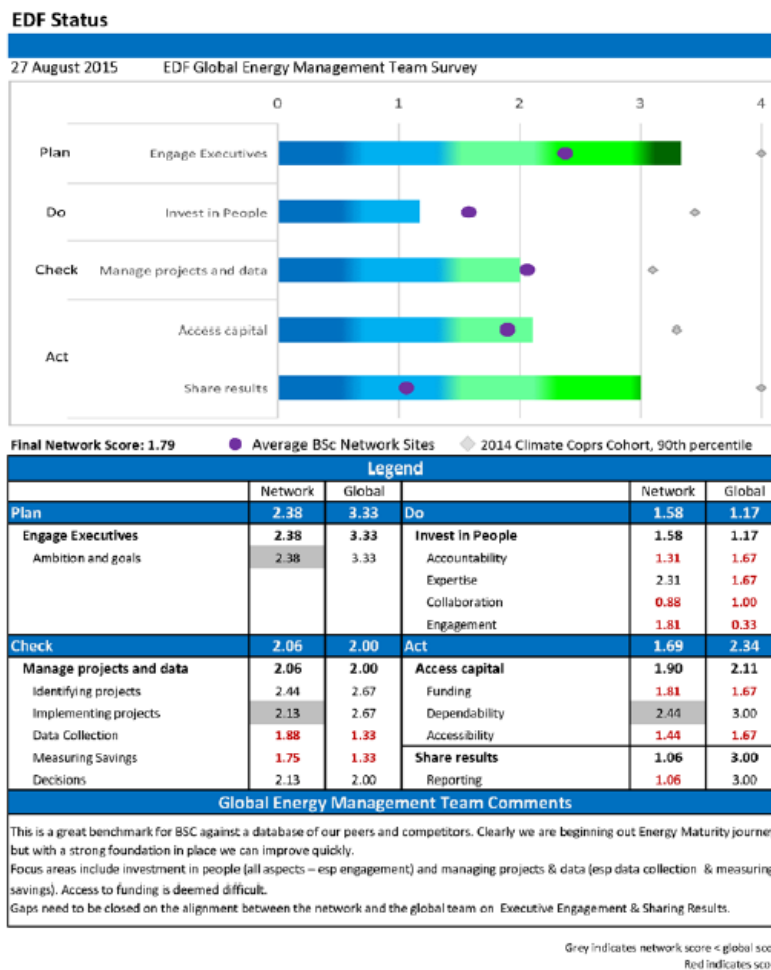 EDF Status
27 August 2015 EDF Global Energy Management Team Survey
0 1 2 3 4
Plan Engage Executives
Do Invest in People
Check Manage projects and data
Access capital
Act
Share results
Final Network Score: 1.79 Average BSc Network Sites 2014 Climate Coprs Cohort, 90th percentile
Legend
Network Global Network Global
Plan 2.38 3.33 Do 1.58 1.17
Engage Executives 2.38 3.33 Invest in People 1.58 1.17
Ambition and goals 2.38 3.33 Accountability 1.31 1.67
Expertise 2.31 1.67
Collaboration 0.88 1.00
Engagement 1.81 0.33
Check 2.06 2.00 Act 1.69 2.34
Manage projects and data 2.06 2.00 Access capital 1.90 2.11
Identifying projects 2.44 2.67 Funding 1.81 1.67
Implementing projects 2.13 2.67 Dependability 2.44 3.00
Data Collection 1.88 1.33 Accessibility 1.44 1.67
Measuring Savings 1.75 1.33 Share results 1.06 3.00
Decisions 2.13 2.00 Reporting 1.06 3.00
Global Energy Management Team Comments
This is a great benchmark for BSC against a database of our peers and competitors. Clearly we are beginning out Energy Maturity journey
but with a strong foundation in place we can improve quickly.
Focus areas include investment in people (all aspects – esp engagement) and managing projects & data (esp data collection & measuring
savings). Access to funding is deemed difficult.
Gaps need to be closed on the alignment between the network and the global team on Executive Engagement & Sharing Results.
Grey indicates network score < global sco
Red indicates sco